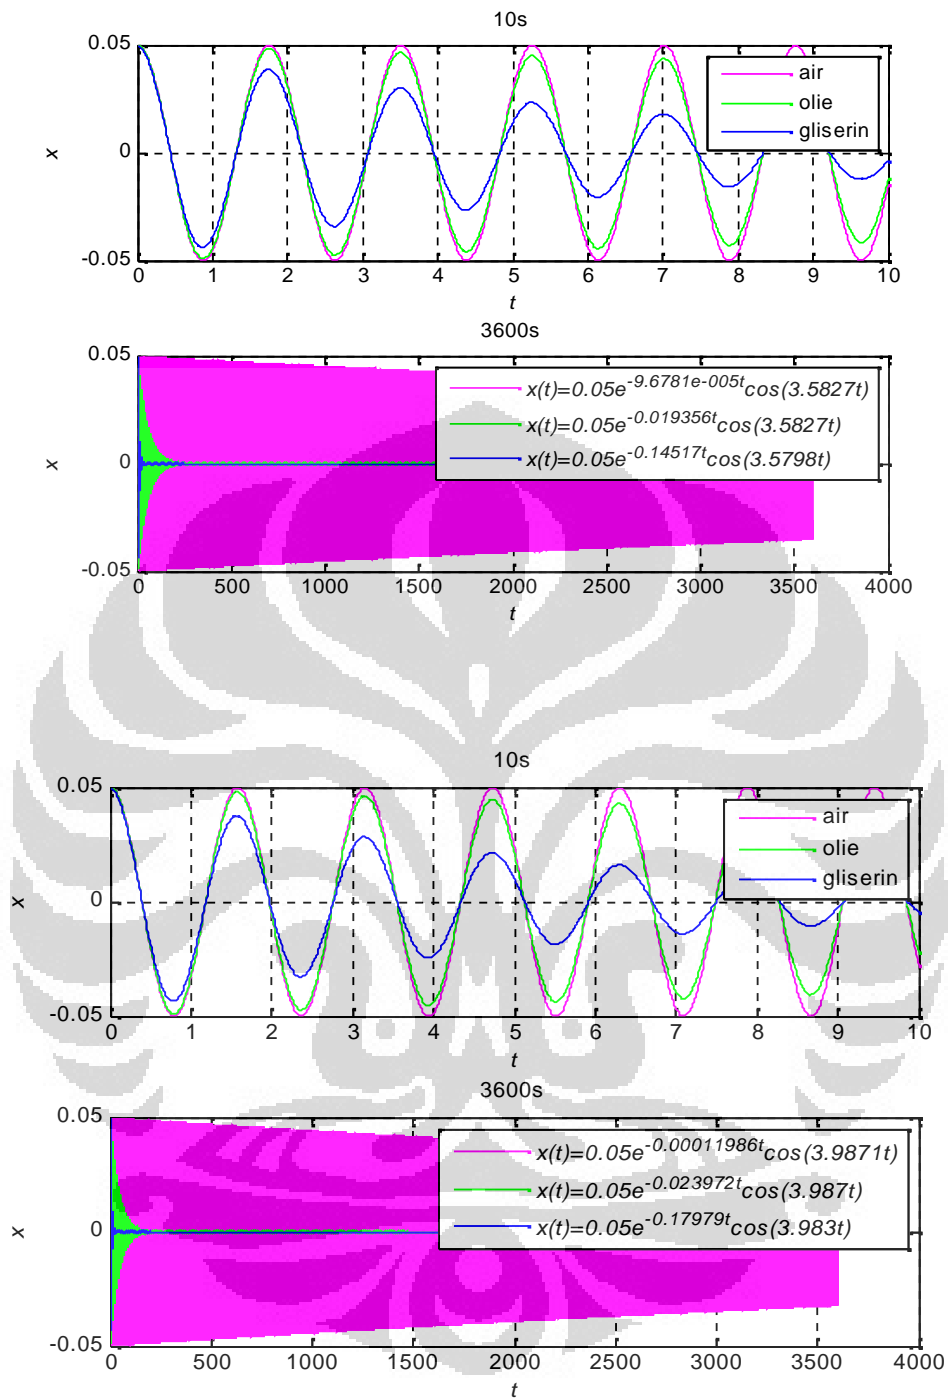 10s
0.05
0
-0.05
x
air
olie
gliserin
0 1 2 3 4 5 6 7 8 9 10
t
3600s
0.05
0
-0.05
x
x(t)=0.05e^-9.6781e-005t cos(3.5827t)
x(t)=0.05e^-0.019356t cos(3.5827t)
x(t)=0.05e^-0.14517t cos(3.5798t)
0 500 1000 1500 2000 2500 3000 3500 4000
t
10s
0.05
0
-0.05
x
air
olie
gliserin
0 1 2 3 4 5 6 7 8 9 10
t
3600s
0.05
0
-0.05
x
x(t)=0.05e^-0.00011986t cos(3.9871t)
x(t)=0.05e^-0.023972t cos(3.987t)
x(t)=0.05e^-0.17979t cos(3.983t)
0 500 1000 1500 2000 2500 3000 3500 4000
t